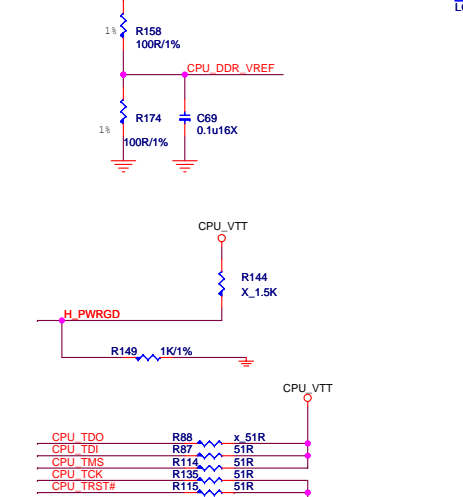 1%
R158
100R/1%
CPU_DDR_VREF
R174
C69
0.1u16X
1%
100R/1%
CPU_VTT
R144
X_1.5K
H_PWRGD
R149 1K/1%
CPU_VTT
CPU_TDO R88 x_51R
CPU_TDI R87 51R
CPU_TMS R114 51R
CPU_TCK R135 51R
CPU_TRST# R115 51R